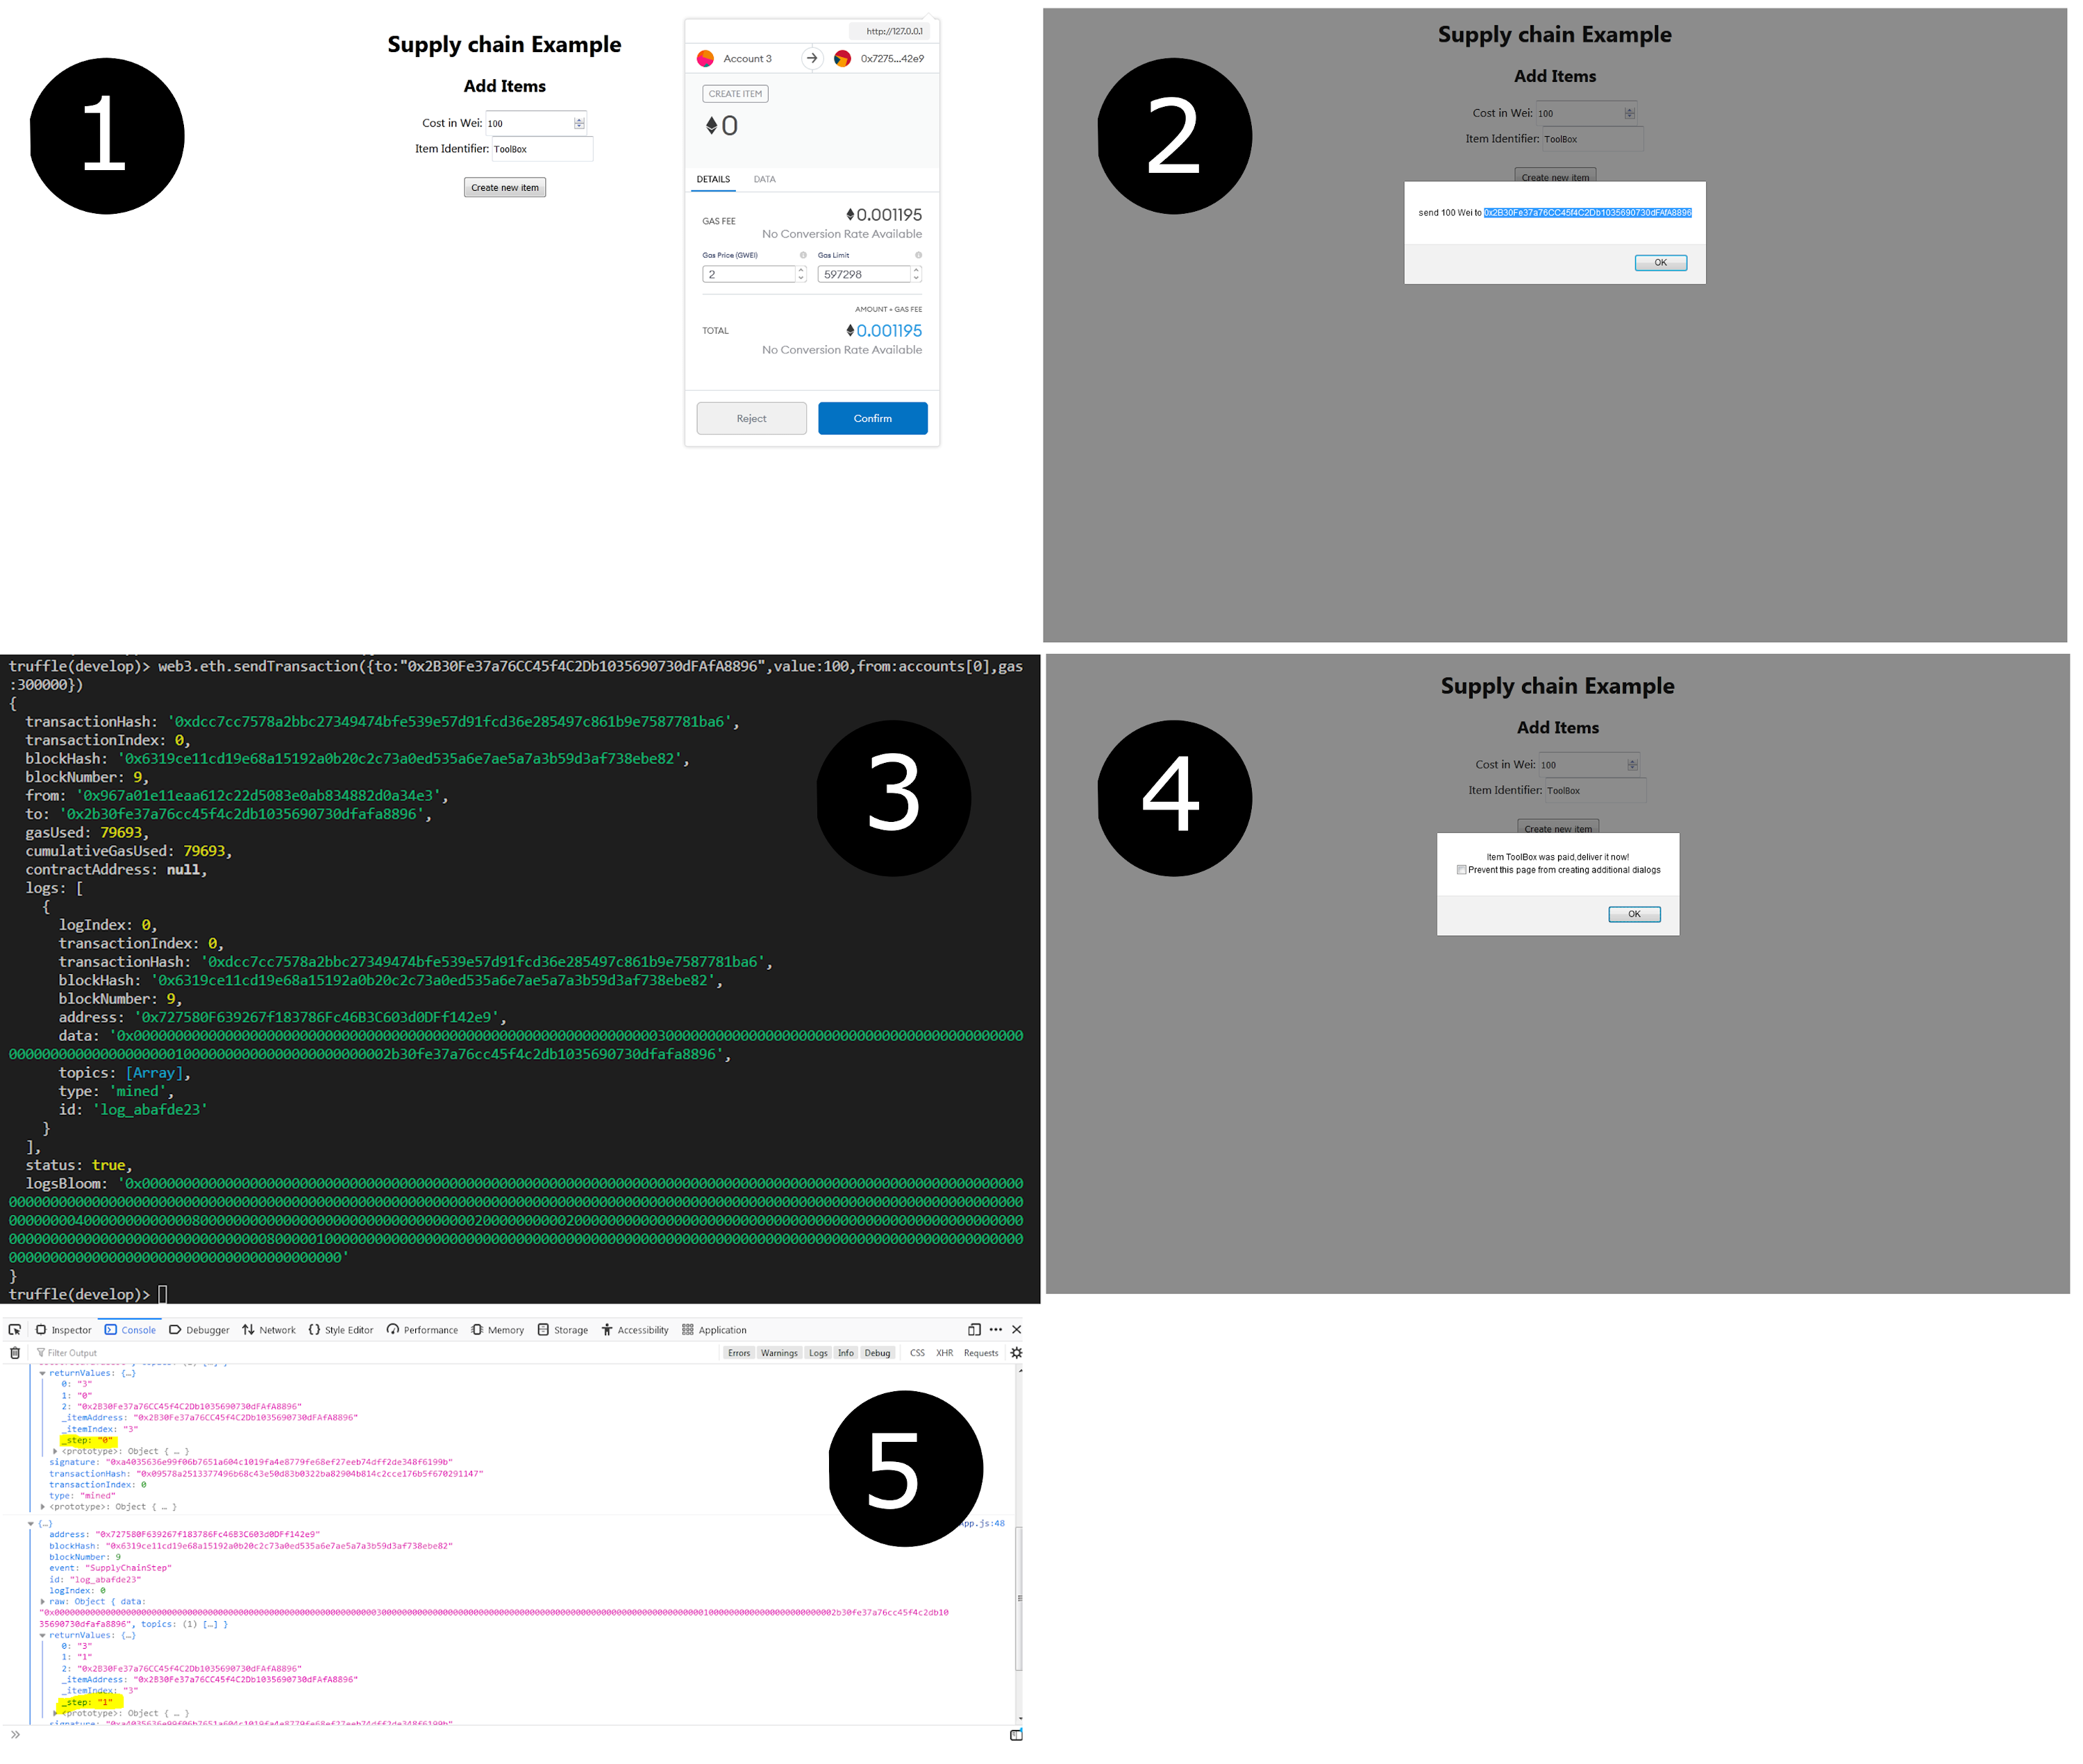 1
Supply chain Example
Add Items
Cost in Wei: 100
Item Identifier: ToolBox
Create new item
http://127.0.0.1
Account 3
0x7275...42e9
CREATE ITEM
0
DETAILS DATA
GAS FEE 0.001195
No Conversion Rate Available
Gas Price (GWEI) Gas Limit
2 597298
AMOUNT + GAS FEE
TOTAL 0.001195
No Conversion Rate Available
Reject Confirm
2
Supply chain Example
Add Items
Cost in Wei: 100
Item Identifier: ToolBox
Create new item
send 100 Wei to 0x2B30Fe37a76CC45f4C2Db1035690730dFAfA8896
OK
3
truffle(develop)> web3.eth.sendTransaction({to:"0x2B30Fe37a76CC45f4C2Db1035690730dFAfA8896",value:100,from:accounts[0],gas
:300000})
{
transactionHash: '0xdcc7cc7578a2bbc27349474bfe539e57d91fcd36e285497c861b9e7587781ba6',
transactionIndex: 0,
blockHash: '0x6319ce11cd19e68a15192a0b20c2c73a0ed535a6e7ae5a7a3b59d3af738ebe82',
blockNumber: 9,
from: '0x967a01e11eaa612c22d5083e0ab834882d0a34e3',
to: '0x2b30fe37a76cc45f4c2db1035690730dfafa8896',
gasUsed: 79693,
cumulativeGasUsed: 79693,
contractAddress: null,
logs: [
{
logIndex: 0,
transactionIndex: 0,
transactionHash: '0xdcc7cc7578a2bbc27349474bfe539e57d91fcd36e285497c861b9e7587781ba6',
blockHash: '0x6319ce11cd19e68a15192a0b20c2c73a0ed535a6e7ae5a7a3b59d3af738ebe82',
blockNumber: 9,
address: '0x727580F639267f183786Fc46B3C603d0DFf142e9',
data:
topics: [Array],
type: 'mined',
id: 'log_abafde23'
}
],
status: true,
logsBloom:
}
truffle(develop)>
4
Supply chain Example
Add Items
Cost in Wei: 100
Item Identifier: ToolBox
Create new item
Item ToolBox was paid,deliver it now!
Prevent this page from creating additional dialogs
OK
5
Inspector Console Debugger Network Style Editor Performance Memory Storage Accessibility Application
Filter Output Errors Warnings Logs Info Debug CSS XHR Requests
returnValues: {…}
0: "3"
1: "0"
2: "0x2B30Fe37a76CC45f4C2Db1035690730dFAfA8896"
_itemAddress: "0x2B30Fe37a76CC45f4C2Db1035690730dFAfA8896"
_itemIndex: "3"
_step: "0"
<prototype>: Object { … }
signature: "0xa4035636e99f06b7651a604c1019fa4e8779fe68ef27eeb74dff2de348f6199b"
transactionHash: "0x09578a2513377496b68c43e50d83b0322ba82904b814c2cce176b5f670291147"
transactionIndex: 0
type: "mined"
<prototype>: Object { … }
{…} pp.js:48
address: "0x727580F639267f183786Fc46B3C603d0DFf142e9"
blockHash: "0x6319ce11cd19e68a15192a0b20c2c73a0ed535a6e7ae5a7a3b59d3af738ebe82"
blockNumber: 9
event: "SupplyChainStep"
id: "log_abafde23"
logIndex: 0
raw: Object { data:
35690730dfafa8896", topics: (1) […] }
returnValues: {…}
0: "3"
1: "1"
2: "0x2B30Fe37a76CC45f4C2Db1035690730dFAfA8896"
_itemAddress: "0x2B30Fe37a76CC45f4C2Db1035690730dFAfA8896"
_itemIndex: "3"
_step: "1"
<prototype>: Object { … }
signature: "0xa4035636e99f06b7651a604c1019fa4e8779fe68ef27eeb74dff2de348f6199b"